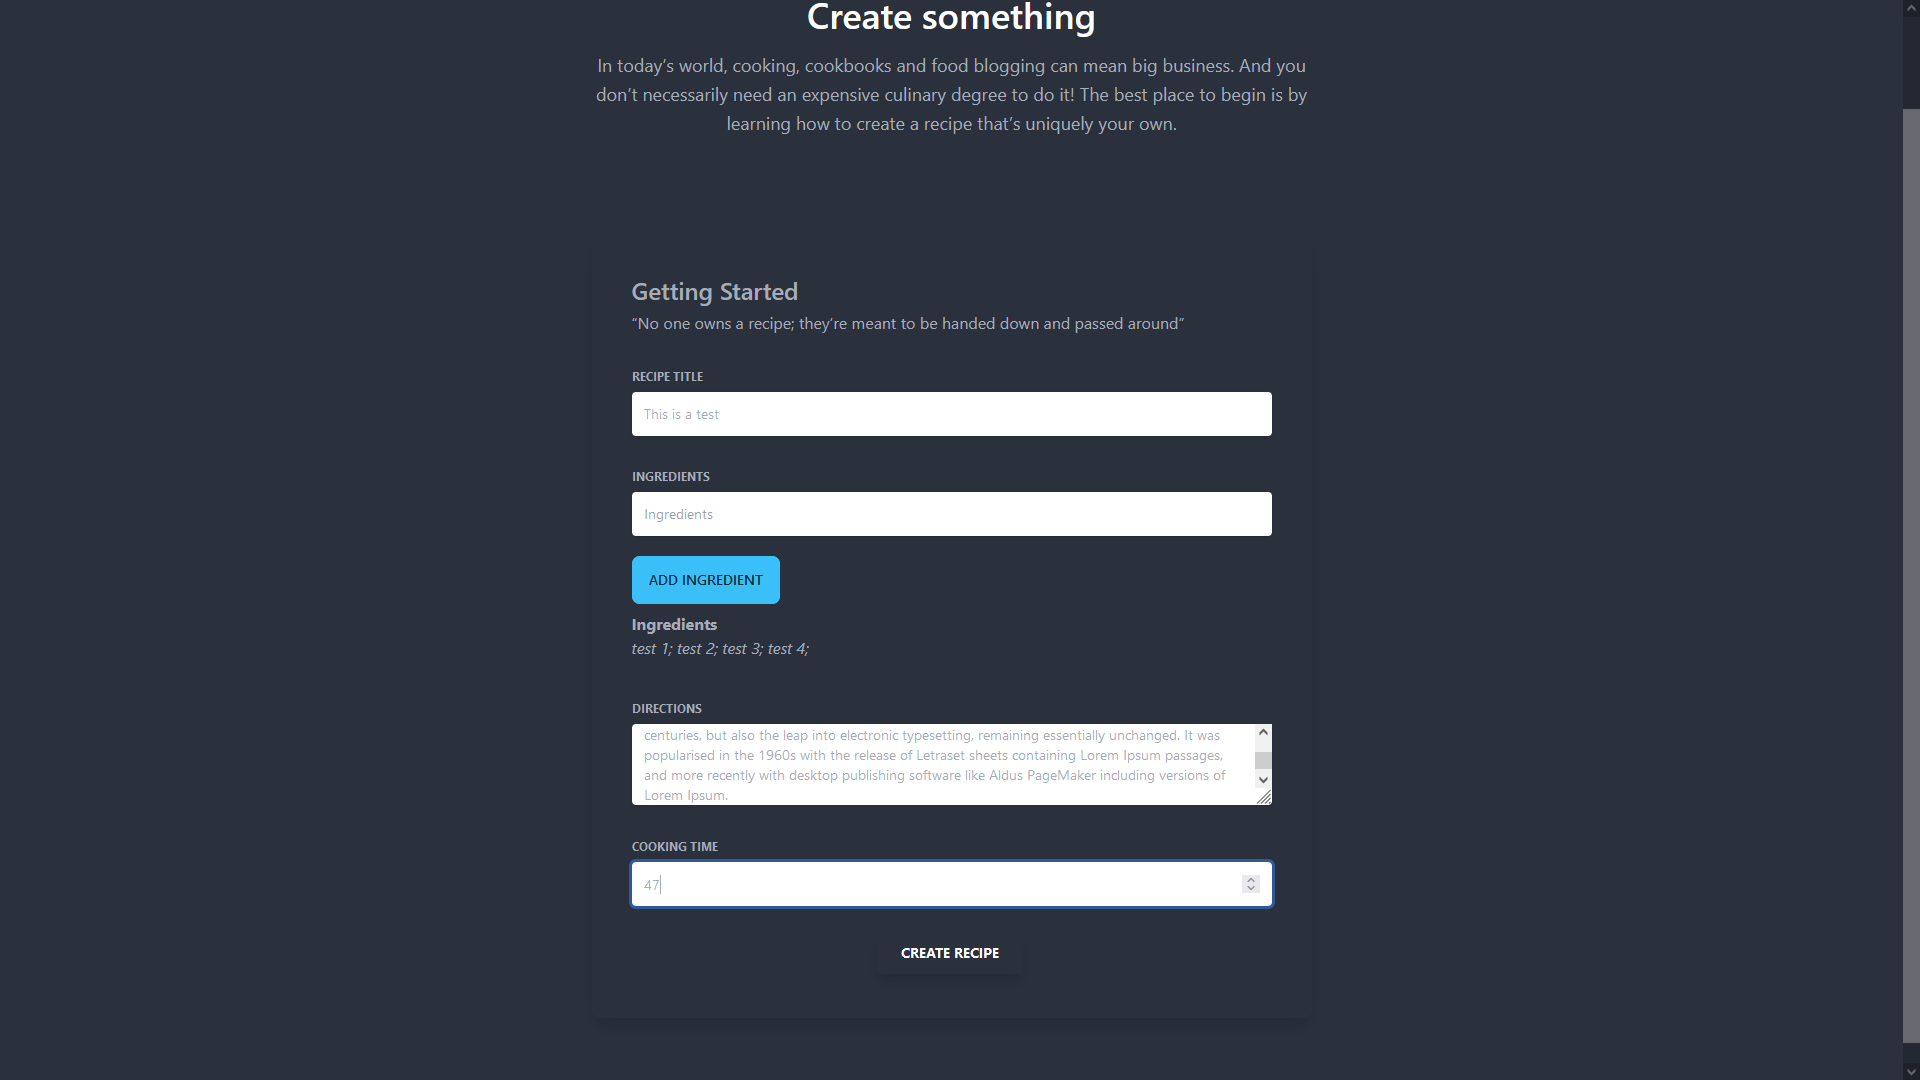 Create something
In today’s world, cooking, cookbooks and food blogging can mean big business. And you
don’t necessarily need an expensive culinary degree to do it! The best place to begin is by
learning how to create a recipe that’s uniquely your own.
Getting Started
“No one owns a recipe; they’re meant to be handed down and passed around”
RECIPE TITLE
This is a test
INGREDIENTS
Ingredients
ADD INGREDIENT
Ingredients
test 1; test 2; test 3; test 4;
DIRECTIONS
centuries, but also the leap into electronic typesetting, remaining essentially unchanged. It was
popularised in the 1960s with the release of Letraset sheets containing Lorem Ipsum passages,
and more recently with desktop publishing software like Aldus PageMaker including versions of
Lorem Ipsum.
COOKING TIME
47
CREATE RECIPE